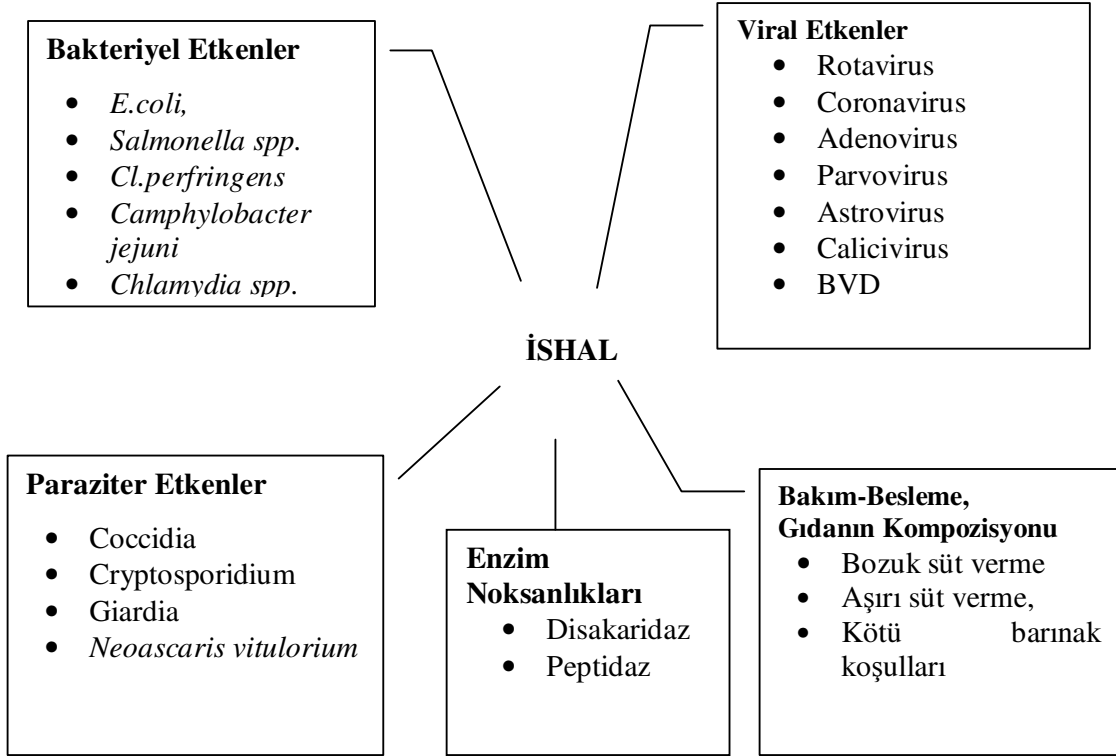 Bakteriyel Etkenler
• E.coli,
• Salmonella spp.
• Cl.perfringens
• Camphylobacter
jejuni
• Chlamydia spp.
Viral Etkenler
• Rotavirus
• Coronavirus
• Adenovirus
• Parvovirus
• Astrovirus
• Calicivirus
• BVD
İSHAL
Paraziter Etkenler
• Coccidia
• Cryptosporidium
• Giardia
• Neoascaris vitulorium
Enzim
Noksanlıkları
• Disakaridaz
• Peptidaz
Bakım-Besleme,
Gıdanın Kompozisyonu
• Bozuk süt verme
• Aşırı süt verme,
• Kötü barınak
koşulları